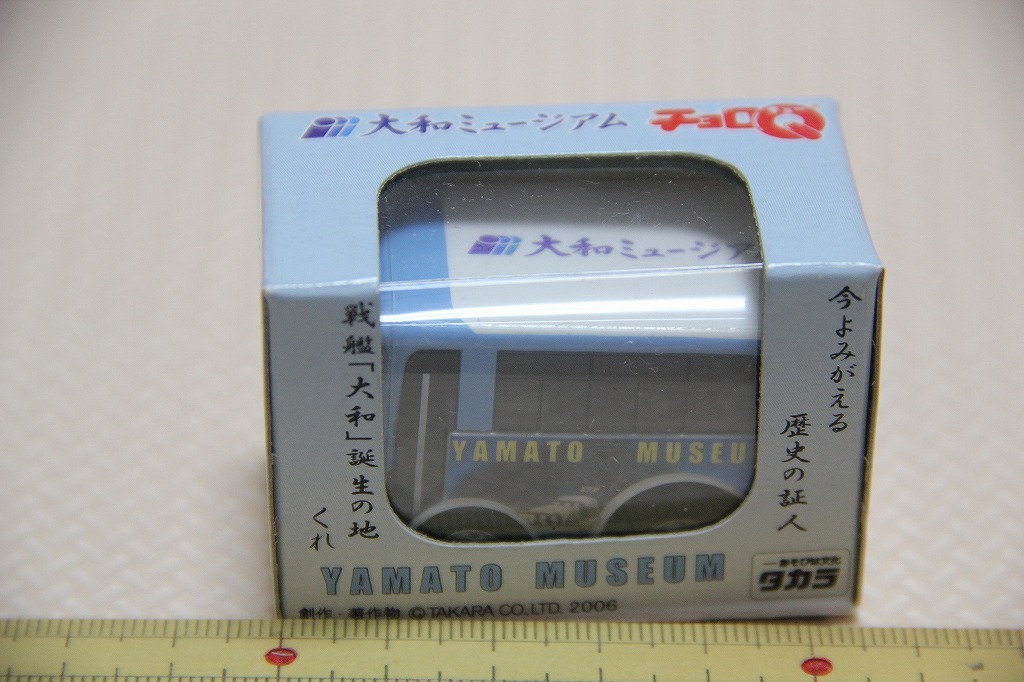 大和ミュージアム チョロQ
大和ミュージア
戦艦「大和」誕生の地
くれ
今よみがえる
歴史の証人
YAMATO MUSEU
YAMATO MUSEUM
タカラ
創作・著作物 ©TAKARA CO.,LTD. 2006